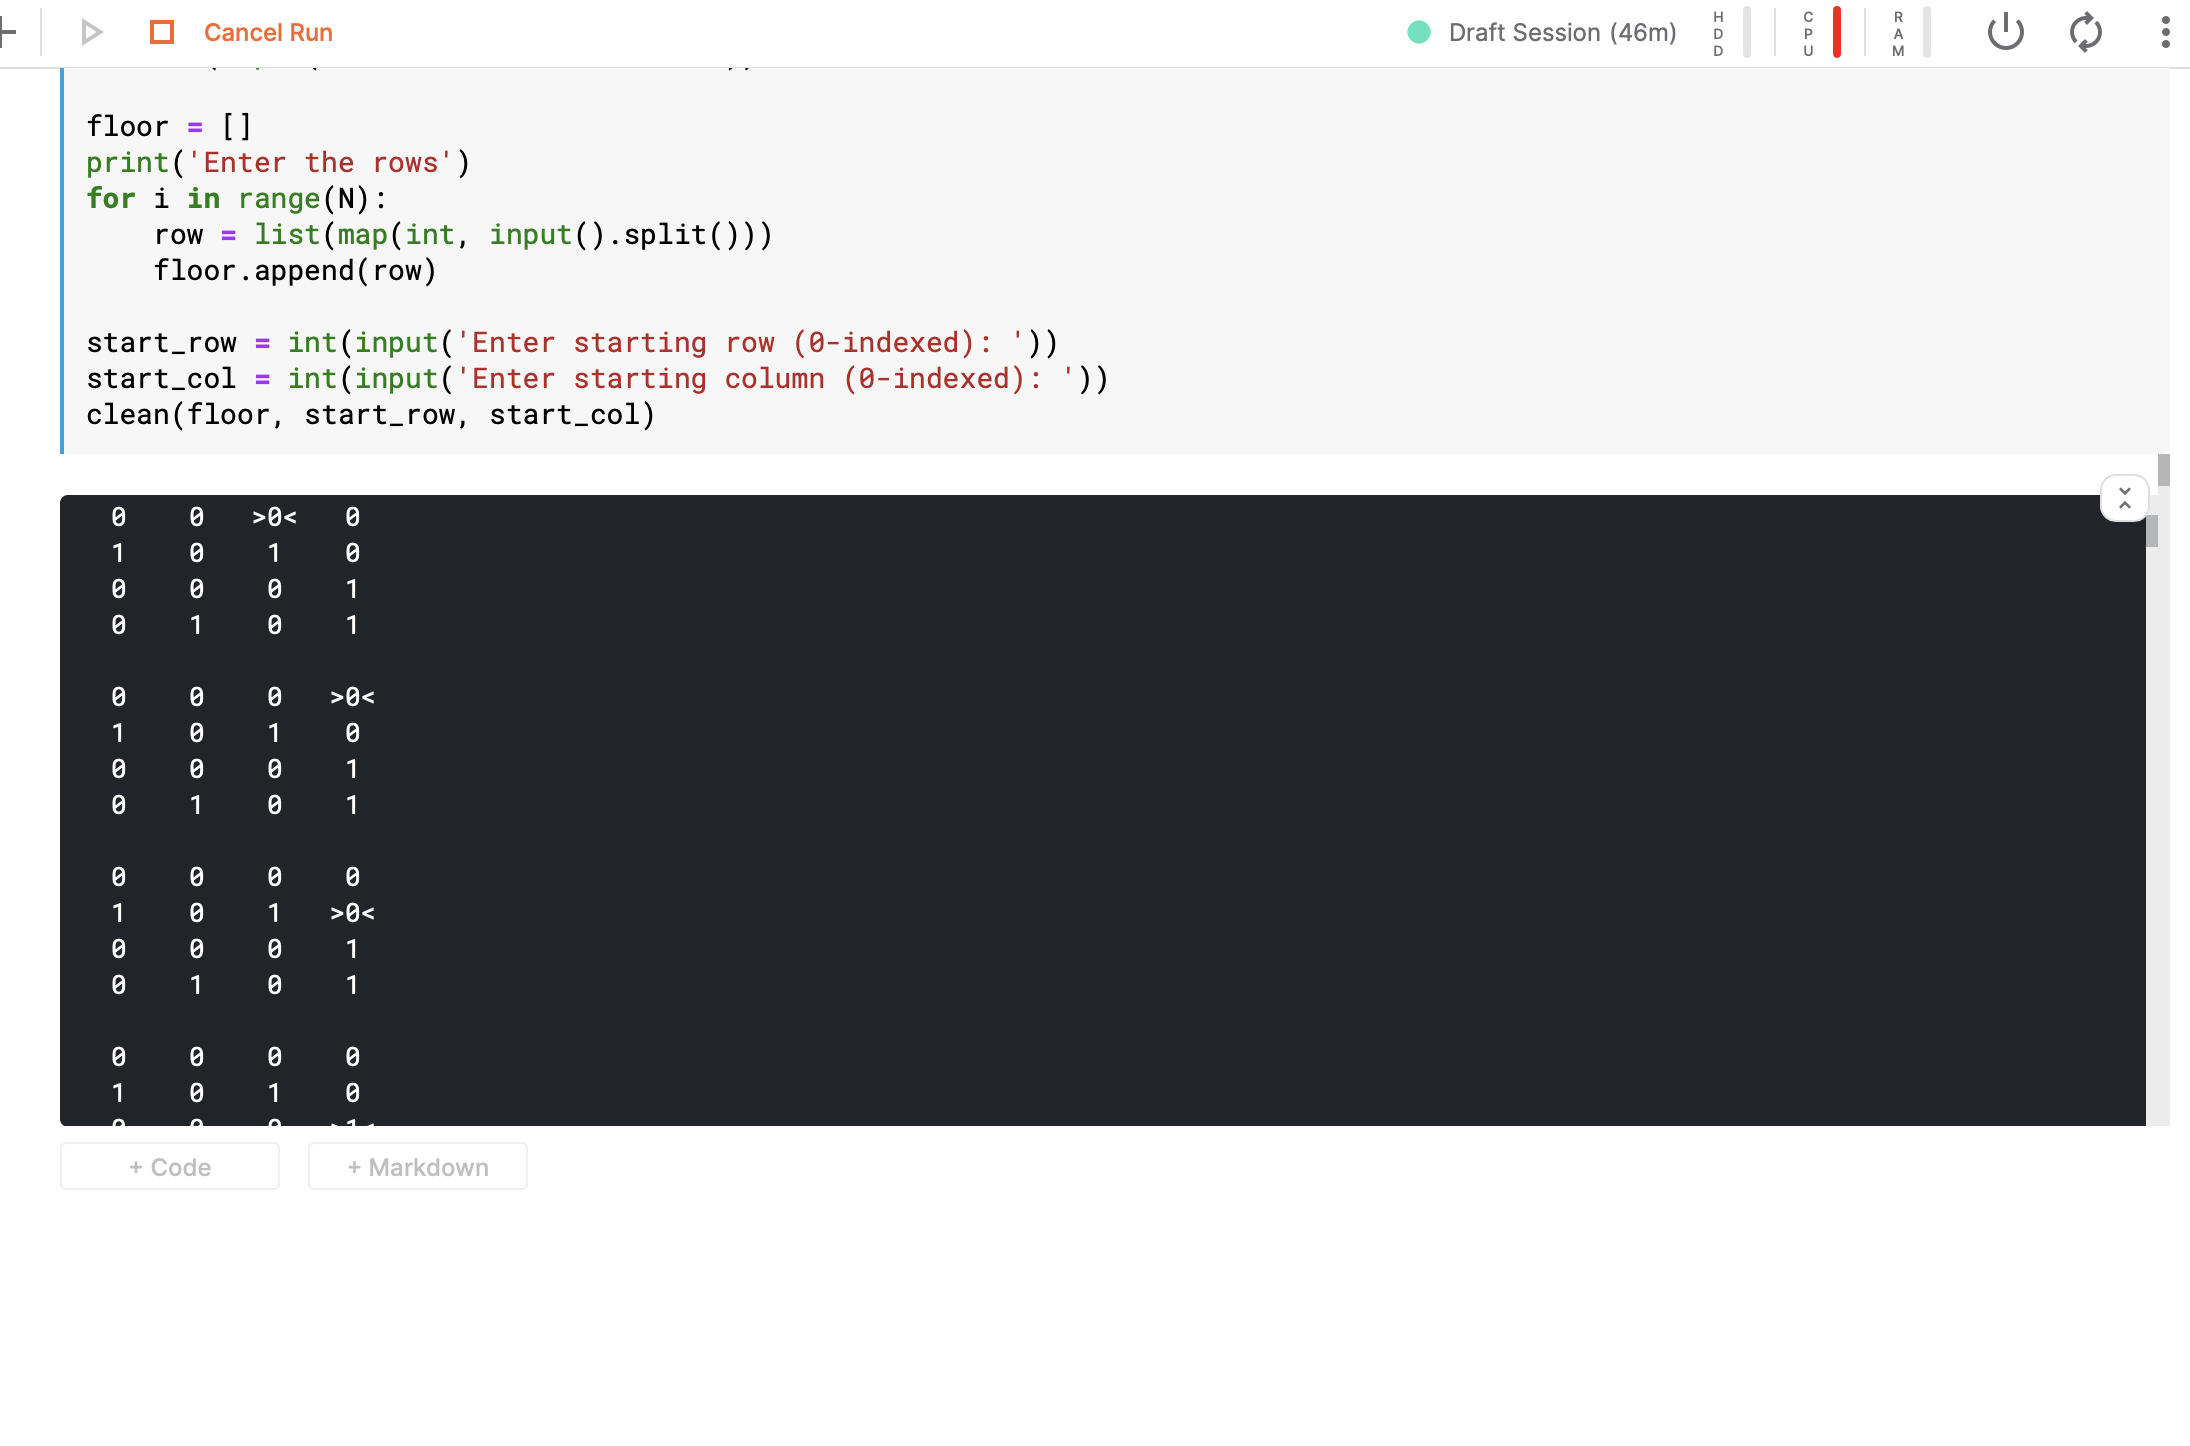 Cancel Run
Draft Session (46m)
HDD
CPU
RAM
floor = []
print('Enter the rows')
for i in range(N):
    row = list(map(int, input().split()))
    floor.append(row)
start_row = int(input('Enter starting row (0-indexed): '))
start_col = int(input('Enter starting column (0-indexed): '))
clean(floor, start_row, start_col)
0 0 >0< 0
1 0 1 0
0 0 0 1
0 1 0 1
0 0 0 >0<
1 0 1 0
0 0 0 1
0 1 0 1
0 0 0 0
1 0 1 >0<
0 0 0 1
0 1 0 1
0 0 0 0
1 0 1 0
0 0 0 >1<
+ Code
+ Markdown